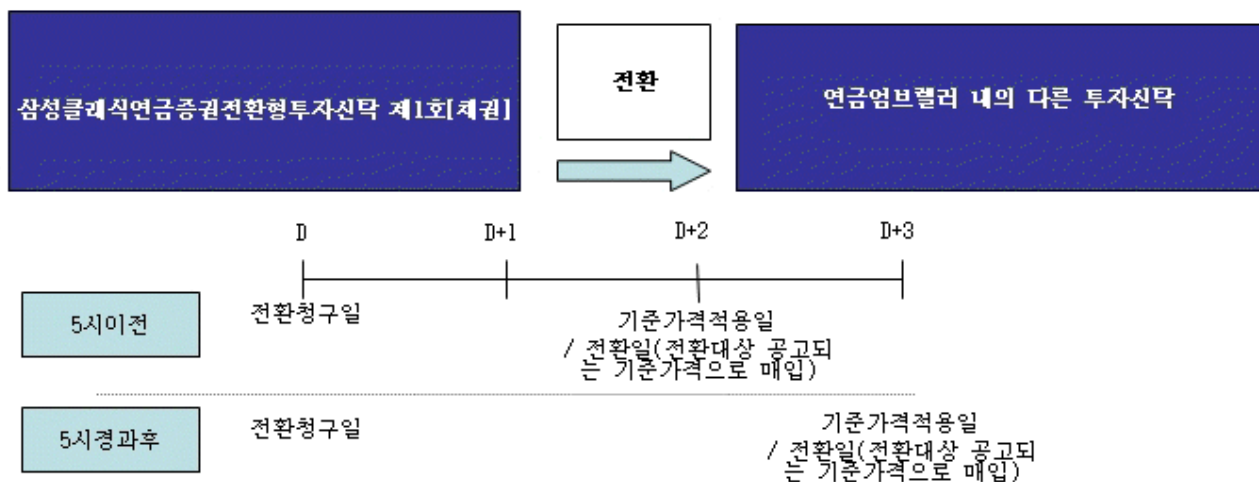 삼성클래식연금증권전환형투자신탁 제1호[채권]
전환
연금엄브렐러 내의 다른 투자신탁
D
D+1
D+2
D+3
5시이전
전환청구일
기준가격적용일
/ 전환일(전환대상 공고되
는 기준가격으로 매입)
5시경과후
전환청구일
기준가격적용일
/ 전환일(전환대상 공고되
는 기준가격으로 매입)